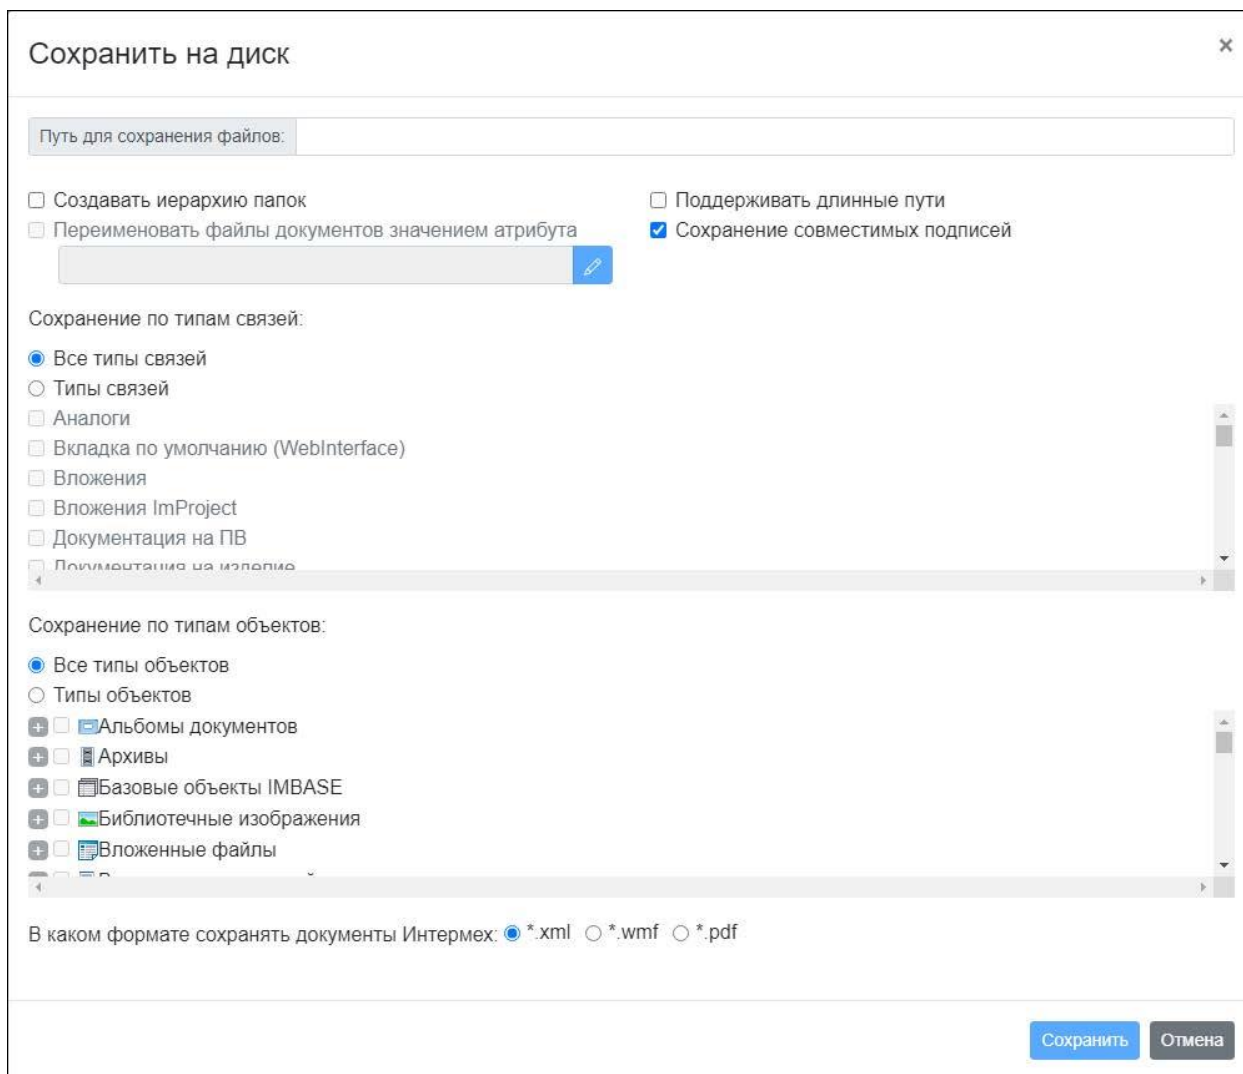 Сохранить на диск
×
Путь для сохранения файлов:
Создавать иерархию папок
Поддерживать длинные пути
Переименовать файлы документов значением атрибута
Сохранение совместимых подписей
Сохранение по типам связей:
Все типы связей
Типы связей
Аналоги
Вкладка по умолчанию (WebInterface)
Вложения
Вложения ImProject
Документация на ПВ
Документация на изделие
Сохранение по типам объектов:
Все типы объектов
Типы объектов
Альбомы документов
Архивы
Базовые объекты IMBASE
Библиотечные изображения
Вложенные файлы
В каком формате сохранять документы Интермех: *.xml *.wmf *.pdf
Сохранить Отмена